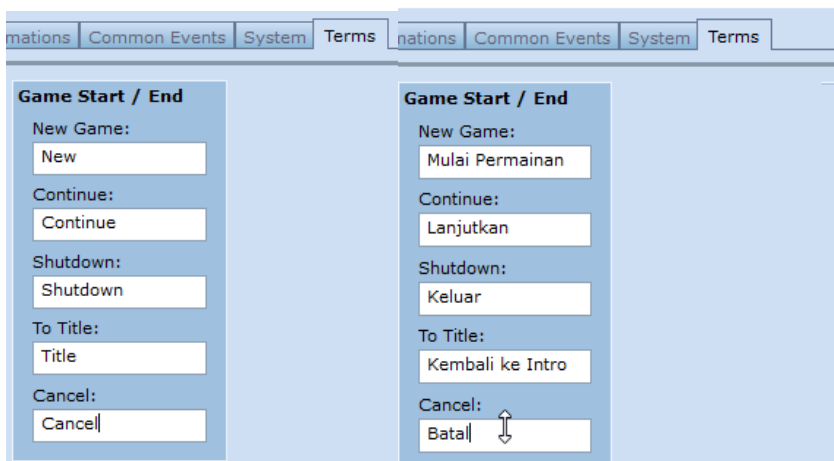 mations Common Events System Terms
Game Start / End
New Game:
New
Continue:
Continue
Shutdown:
Shutdown
To Title:
Title
Cancel:
Cancel
mations Common Events System Terms
Game Start / End
New Game:
Mulai Permainan
Continue:
Lanjutkan
Shutdown:
Keluar
To Title:
Kembali ke Intro
Cancel:
Batal